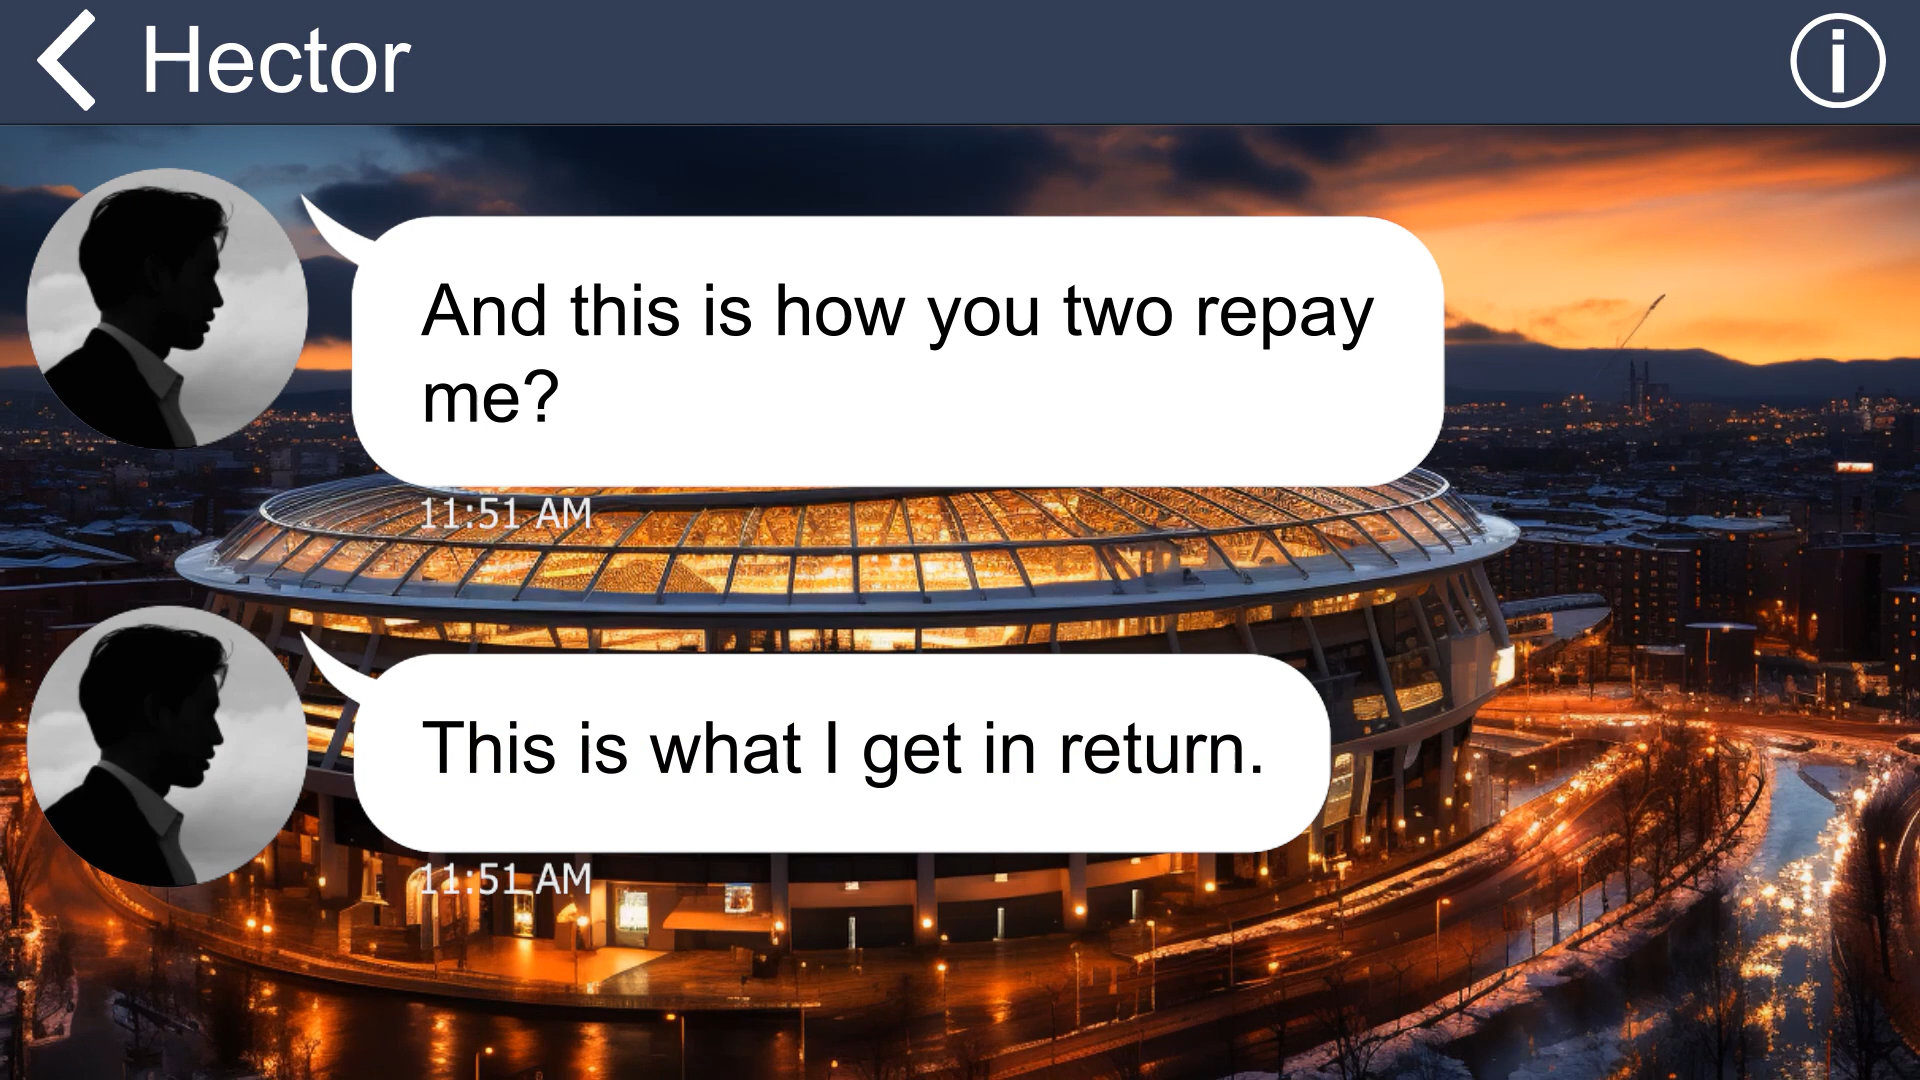 Hector
And this is how you two repay
me?
11:51 AM
This is what I get in return.
11:51 AM